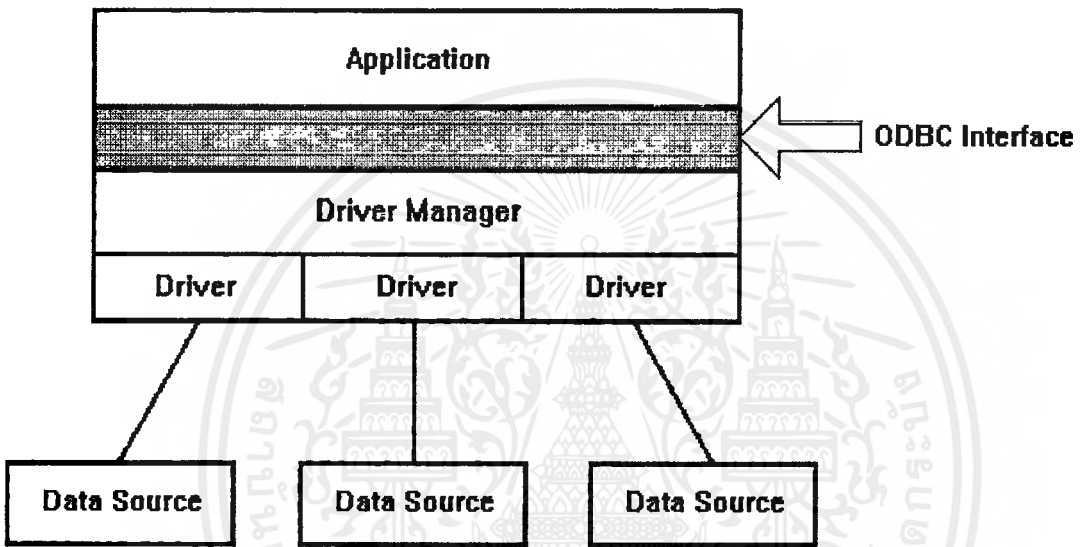 Application
ODBC Interface
Driver Manager
Driver Driver Driver
Data Source Data Source Data Source